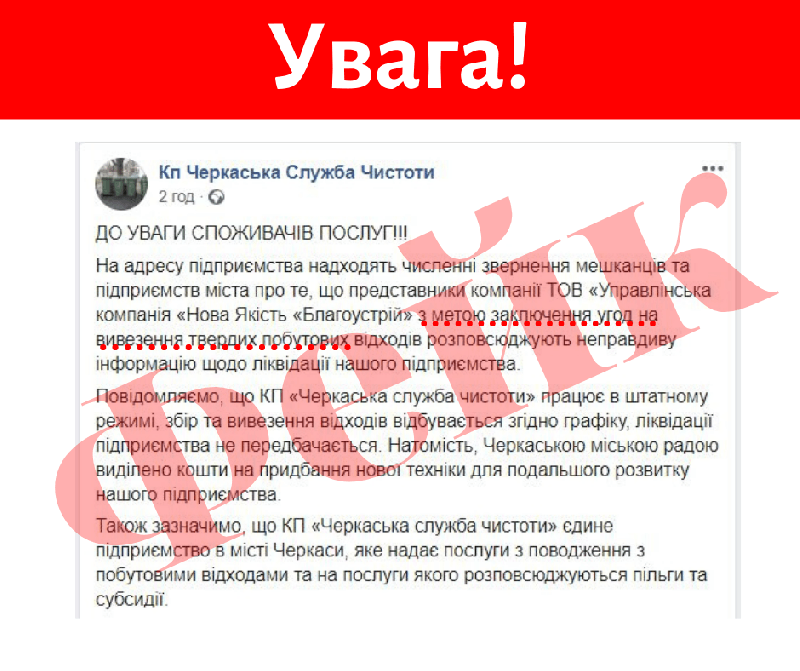 Увага!
Кп Черкаська Служба Чистоти
2 год ·
ДО УВАГИ СПОЖИВАЧІВ ПОСЛУГ!!!
На адресу підприємства надходять численні звернення мешканців та
підприємств міста про те, що представники компанії ТОВ «Управлінська
компанія «Нова Якість «Благоустрій» з метою заключення угод на
вивезення твердих побутових відходів розповсюджують неправдиву
інформацію щодо ліквідації нашого підприємства.
Повідомляємо, що КП «Черкаська служба чистоти» працює в штатному
режимі, збір та вивезення відходів відбувається згідно графіку, ліквідації
підприємства не передбачається. Натомість, Черкаською міською радою
виділено кошти на придбання нової техніки для подальшого розвитку
нашого підприємства.
Також зазначимо, що КП «Черкаська служба чистоти» єдине
підприємство в місті Черкаси, яке надає послуги з поводження з
побутовими відходами та на послуги якого розповсюджуються пільги та
субсидії.
фейк